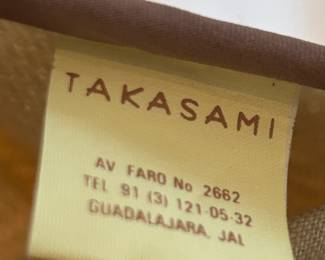 TAKASAMI
AV FARO No 2662
TEL 91 (3) 121-05-32
GUADALAJARA, JAL